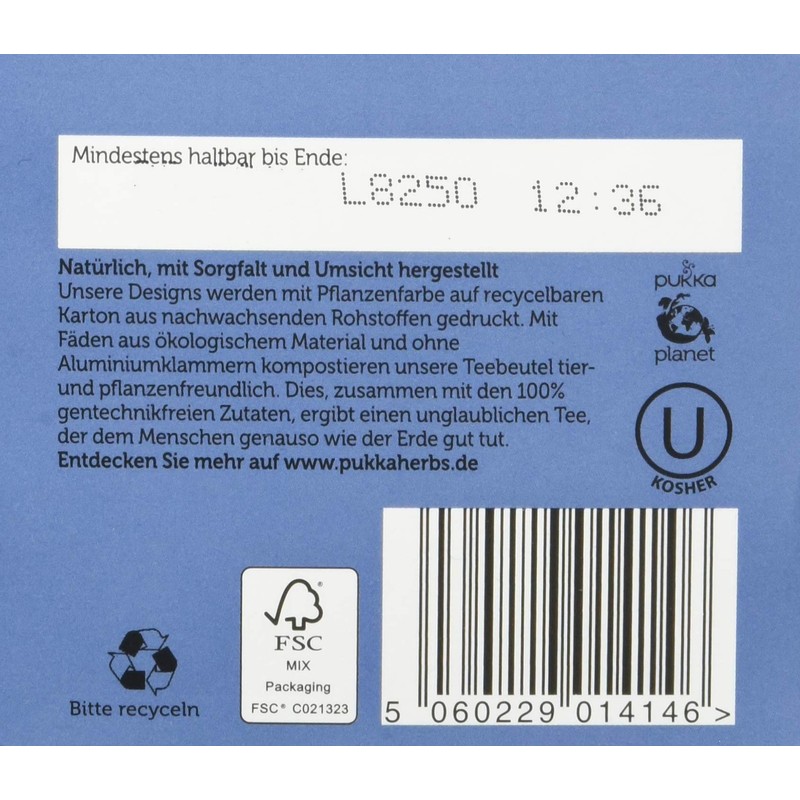 Mindestens haltbar bis Ende:
L8250 12:36
Natürlich, mit Sorgfalt und Umsicht hergestellt
Unsere Designs werden mit Pflanzenfarbe auf recycelbaren
Karton aus nachwachsenden Rohstoffen gedruckt. Mit
Fäden aus ökologischem Material und ohne
Aluminiumklammern kompostieren unsere Teebeutel tier-
und pflanzenfreundlich. Dies, zusammen mit den 100%
gentechnikfreien Zutaten, ergibt einen unglaublichen Tee,
der dem Menschen genauso wie der Erde gut tut.
Entdecken Sie mehr auf www.pukkaherbs.de
pukka
planet
U
KOSHER
Bitte recyceln
FSC
MIX
Packaging
FSC® C021323
5 060229 014146 >